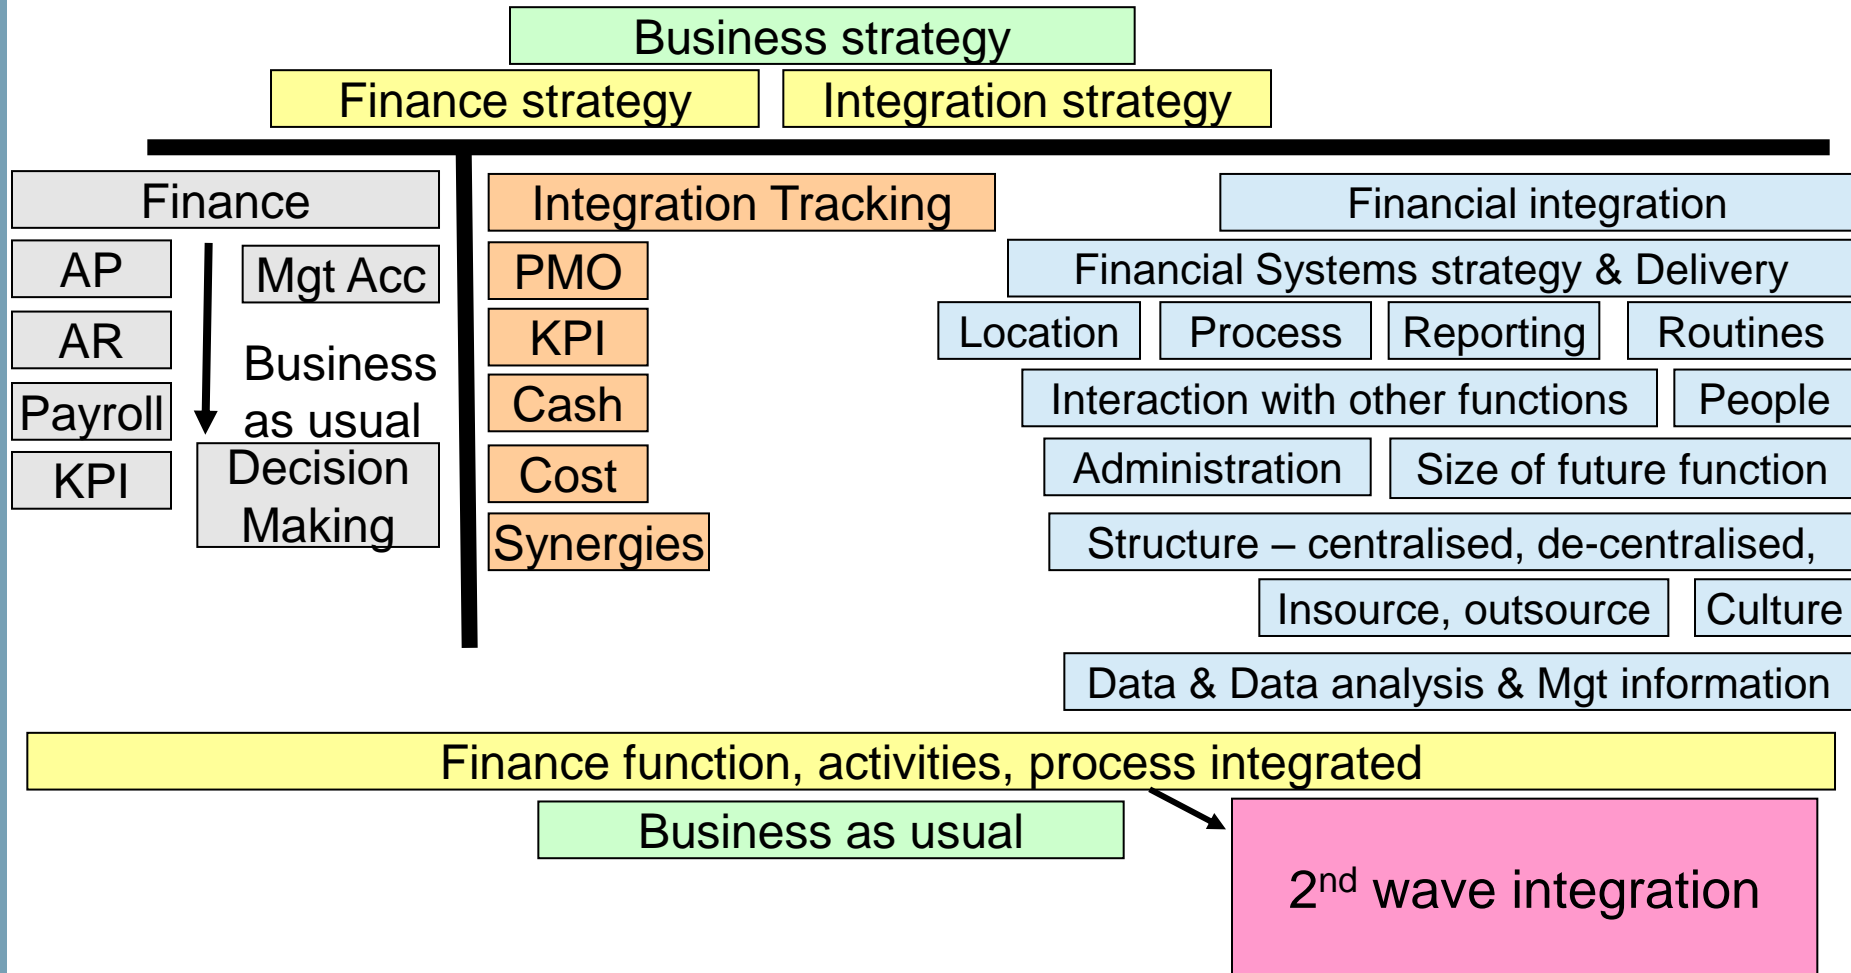 Business strategy
Finance strategy
Integration strategy
Finance
AP
Mgt Acc
AR
Business
as usual
Payroll
KPI
Decision
Making
Integration Tracking
PMO
KPI
Cash
Cost
Synergies
Financial integration
Financial Systems strategy & Delivery
Location
Process
Reporting
Routines
Interaction with other functions
People
Administration
Size of future function
Structure – centralised, de-centralised,
Insource, outsource
Culture
Data & Data analysis & Mgt information
Finance function, activities, process integrated
Business as usual
2nd wave integration